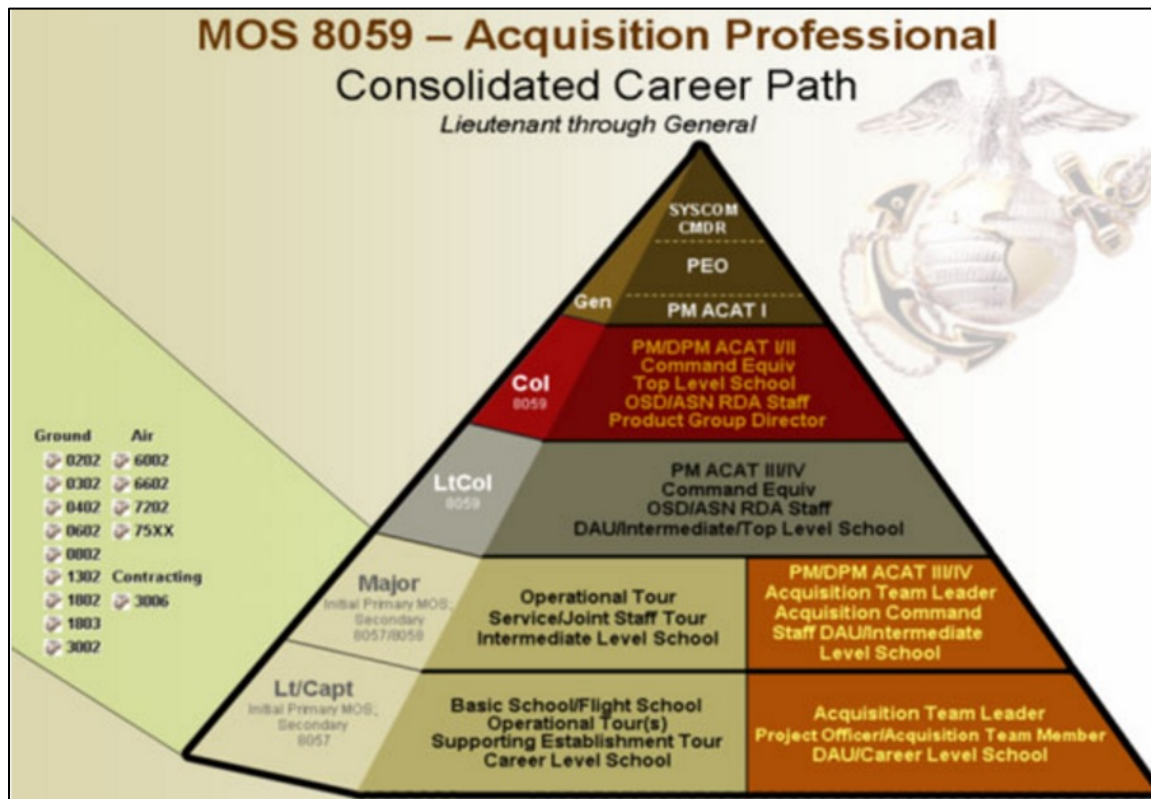 MOS 8059 – Acquisition Professional
Consolidated Career Path
Lieutenant through General
SYSCOM
CMDR
PEO
Gen
PM ACAT I
Col
8059
PM/DPM ACAT I/II
Command Equiv
Top Level School
OSD/ASN RDA Staff
Product Group Director
LtCol
8059
PM ACAT III/IV
Command Equiv
OSD/ASN RDA Staff
DAU/Intermediate/Top Level School
Major
Initial Primary MOS;
Secondary
8057/8058
Operational Tour
Service/Joint Staff Tour
Intermediate Level School
PM/DPM ACAT III/IV
Acquisition Team Leader
Acquisition Command
Staff DAU/Intermediate
Level School
Lt/Capt
Initial Primary MOS;
Secondary
8057
Basic School/Flight School
Operational Tour(s)
Supporting Establishment Tour
Career Level School
Acquisition Team Leader
Project Officer/Acquisition Team Member
DAU/Career Level School
Ground Air
0202 6002
0302 6602
0402 7202
0602 75XX
0802
1302 Contracting
1802 3006
1803
3002